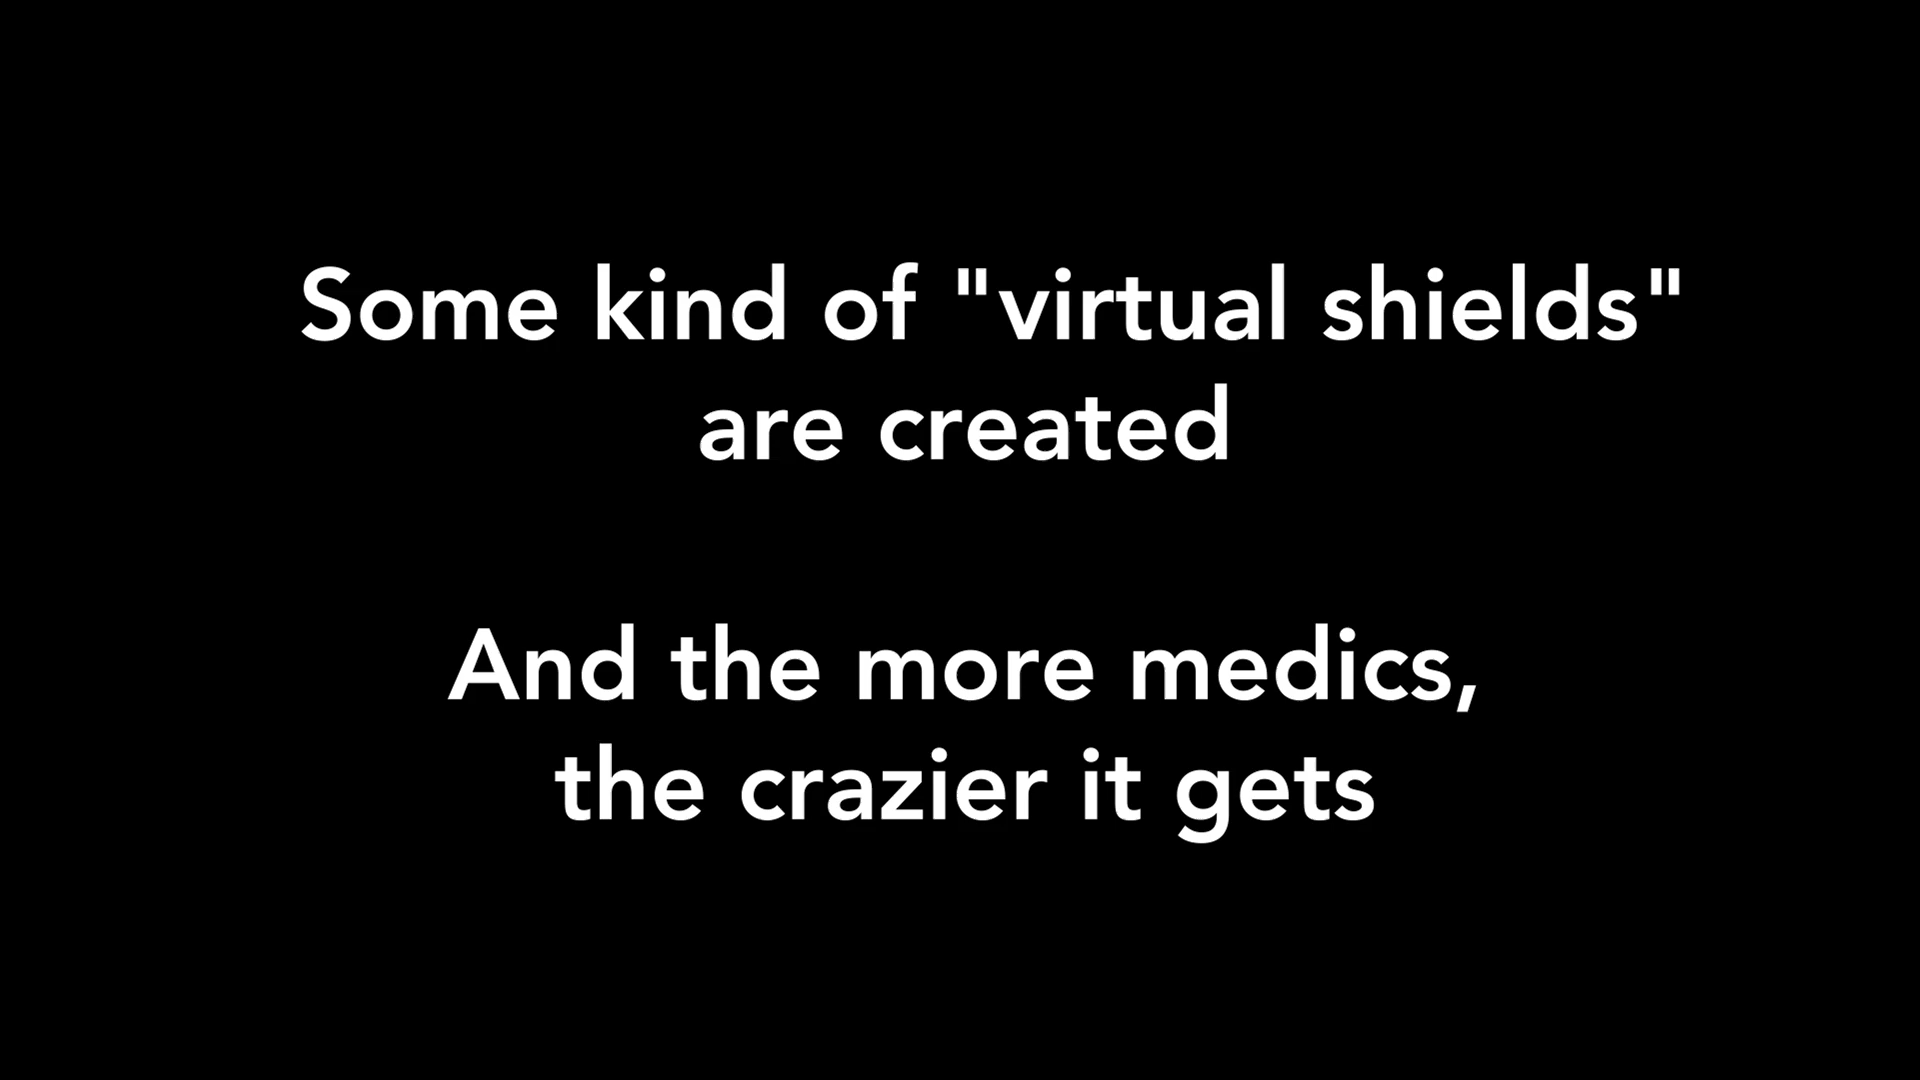 Some kind of "virtual shields"
are created
And the more medics,
the crazier it gets